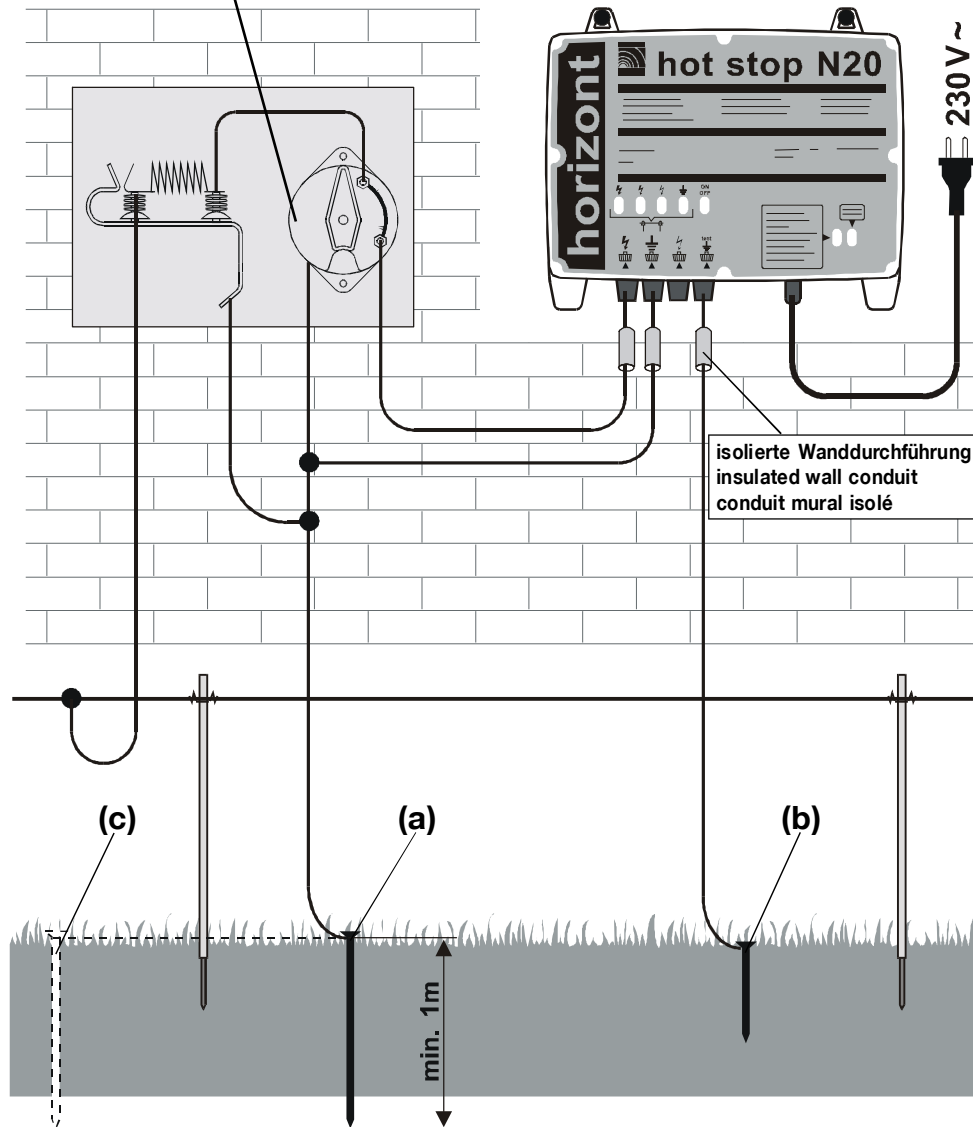 horizont
hot stop N20
230 V ~
ON
OFF
test
isolierte Wanddurchführung
insulated wall conduit
conduit mural isolé
(c)
(a)
(b)
min. 1m